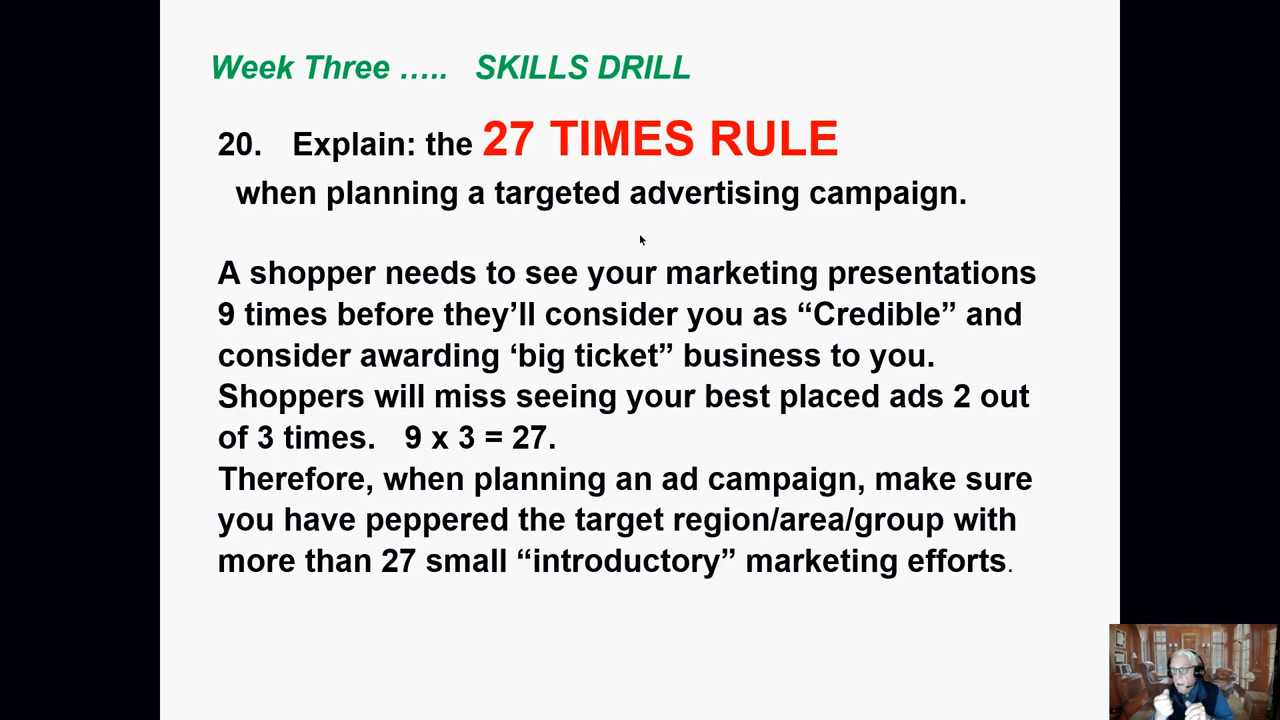 Week Three ….. SKILLS DRILL
20. Explain: the 27 TIMES RULE
when planning a targeted advertising campaign.
A shopper needs to see your marketing presentations
9 times before they’ll consider you as “Credible” and
consider awarding ‘big ticket” business to you.
Shoppers will miss seeing your best placed ads 2 out
of 3 times. 9 x 3 = 27.
Therefore, when planning an ad campaign, make sure
you have peppered the target region/area/group with
more than 27 small “introductory” marketing efforts.